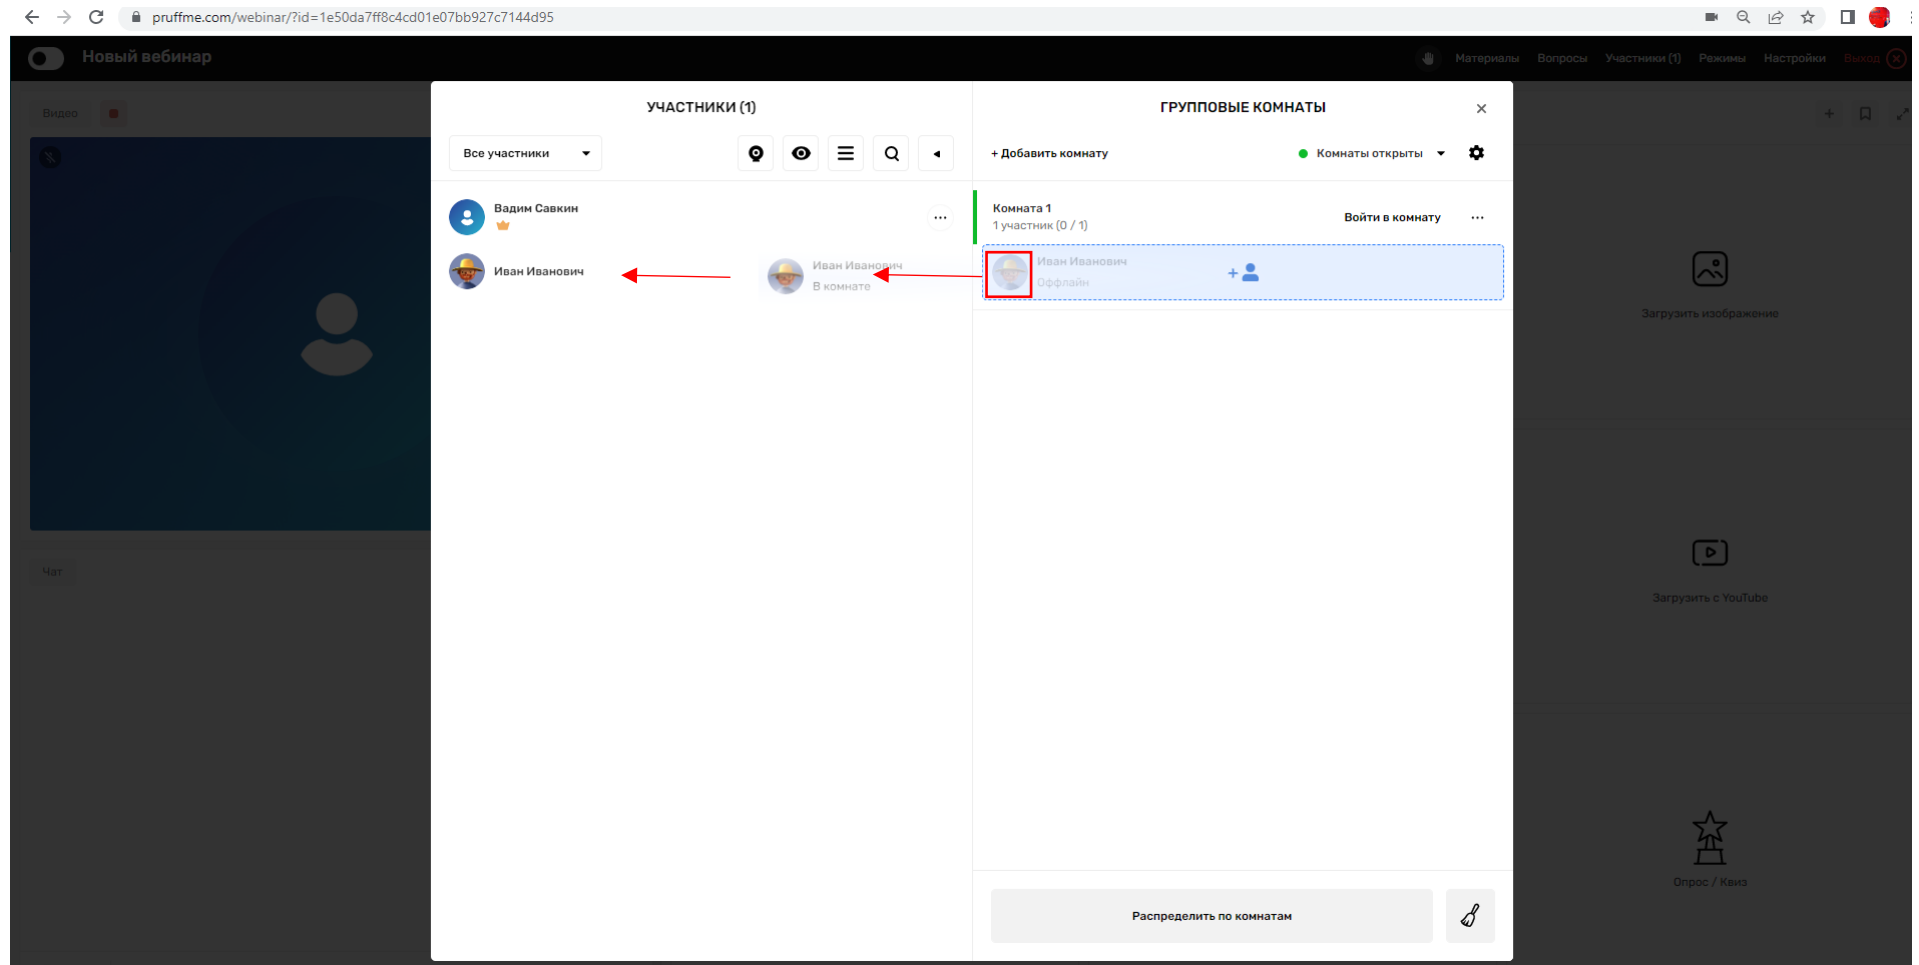 pruffme.com/webinar/?id=1e50da7ff8c4cd01e07bb927c7144d95
Новый вебинар
Материалы Вопросы Участники (1) Режимы Настройки Выход
Видео
УЧАСТНИКИ (1)
Все участники
Вадим Савкин
Иван Иванович
Иван Иванович
В комнате
ГРУППОВЫЕ КОМНАТЫ
+ Добавить комнату
Комнаты открыты
Комната 1
1 участник (0 / 1)
Войти в комнату
Иван Иванович
Оффлайн
Распределить по комнатам
Чат
Загрузить изображение
Загрузить с YouTube
Опрос / Квиз